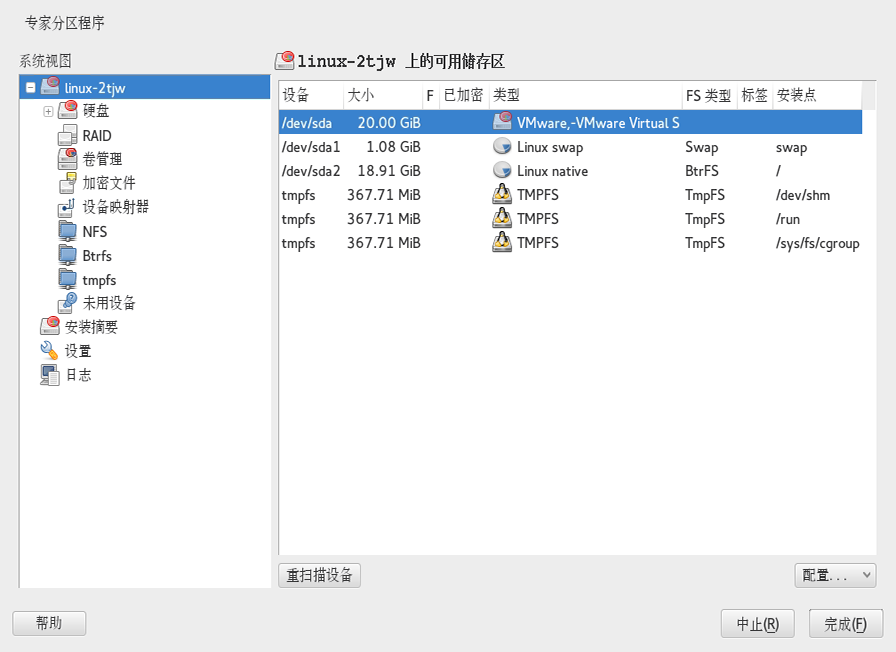 专家分区程序
系统视图
linux-2tjw
硬盘
RAID
卷管理
加密文件
设备映射器
NFS
Btrfs
tmpfs
未用设备
安装摘要
设置
日志
linux-2tjw 上的可用储存区
设备 大小 F 已加密 类型 FS 类型 标签 安装点
/dev/sda 20.00 GiB VMware,-VMware Virtual S
/dev/sda1 1.08 GiB Linux swap Swap swap
/dev/sda2 18.91 GiB Linux native BtrFS /
tmpfs 367.71 MiB TMPFS TmpFS /dev/shm
tmpfs 367.71 MiB TMPFS TmpFS /run
tmpfs 367.71 MiB TMPFS TmpFS /sys/fs/cgroup
重扫描设备 配置...
帮助 中止(R) 完成(F)